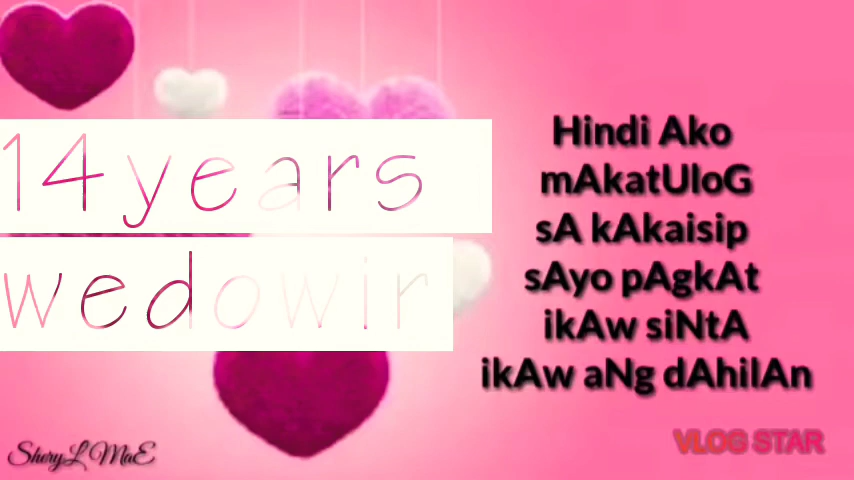 14years
wedowir
Hindi Ako
mAkatUloG
sA kAkaisip
sAyo pAgkAt
ikAw siNtA
ikAw aNg dAhilAn
SheryL MaE
VLOG STAR